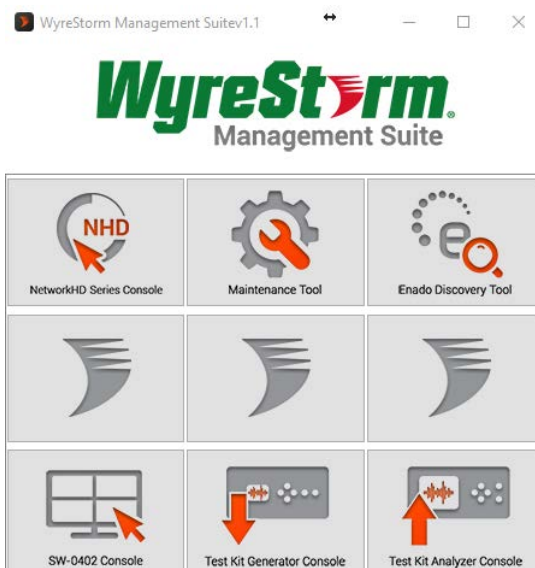 WyreStorm Management Suitev1.1
WyreStorm®
Management Suite
NHD
NetworkHD Series Console
Maintenance Tool
e
Enado Discovery Tool
SW-0402 Console
Test Kit Generator Console
Test Kit Analyzer Console